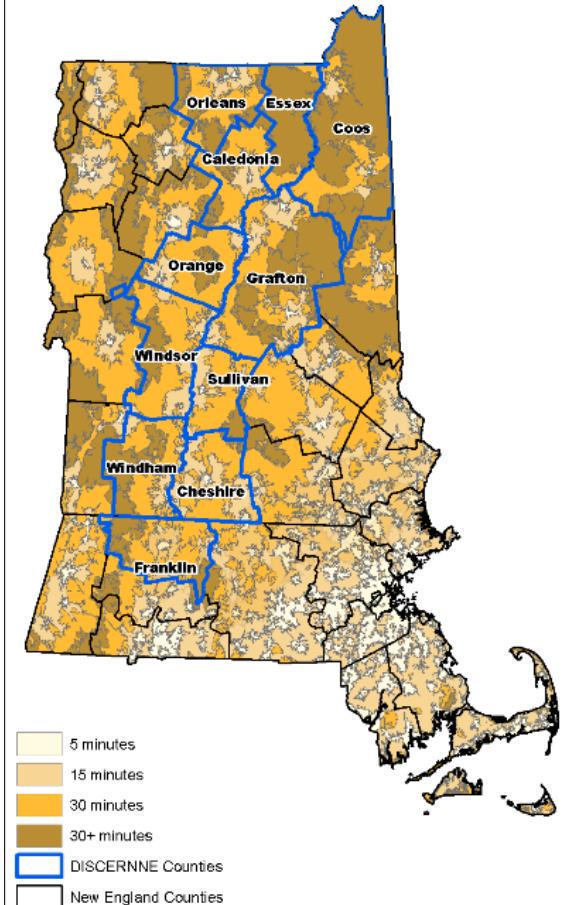 Orleans
Essex
Coos
Caledonia
Orange
Grafton
Windsor
Sullivan
Windham
Cheshire
Franklin
5 minutes
15 minutes
30 minutes
30+ minutes
DISCERNNE Counties
New England Counties